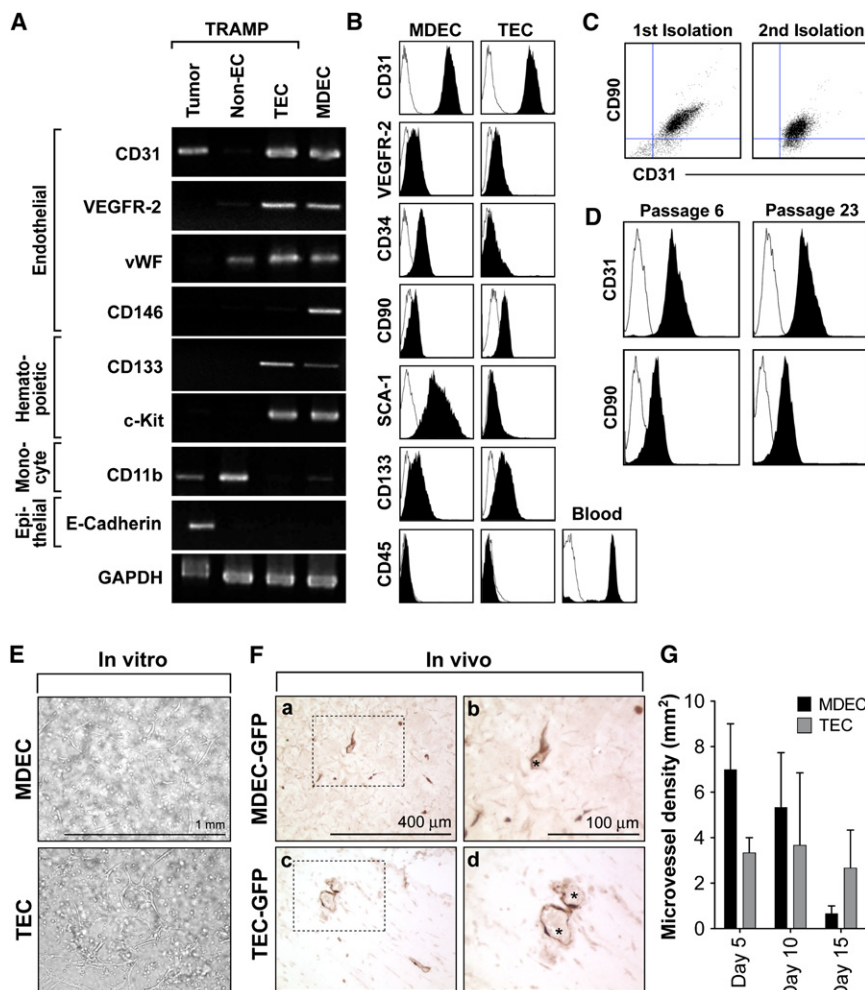 A
TRAMP
Tumor
Non-EC
TEC
MDEC
Endothelial
CD31
VEGFR-2
vWF
CD146
Hemato-
poietic
CD133
c-Kit
Mono-
cyte
CD11b
Epi-
thelial
E-Cadherin
GAPDH
B
MDEC TEC
CD31
VEGFR-2
CD34
CD90
SCA-1
CD133
CD45
Blood
C
1st Isolation 2nd Isolation
CD90
CD31
D
Passage 6 Passage 23
CD31
CD90
E
In vitro
MDEC
1 mm
TEC
F
In vivo
MDEC-GFP
a
400 µm
b
*
100 µm
TEC-GFP
c
d
*
*
G
Microvessel density (mm²)
10
8
6
4
2
0
MDEC
TEC
Day 5
Day 10
Day 15